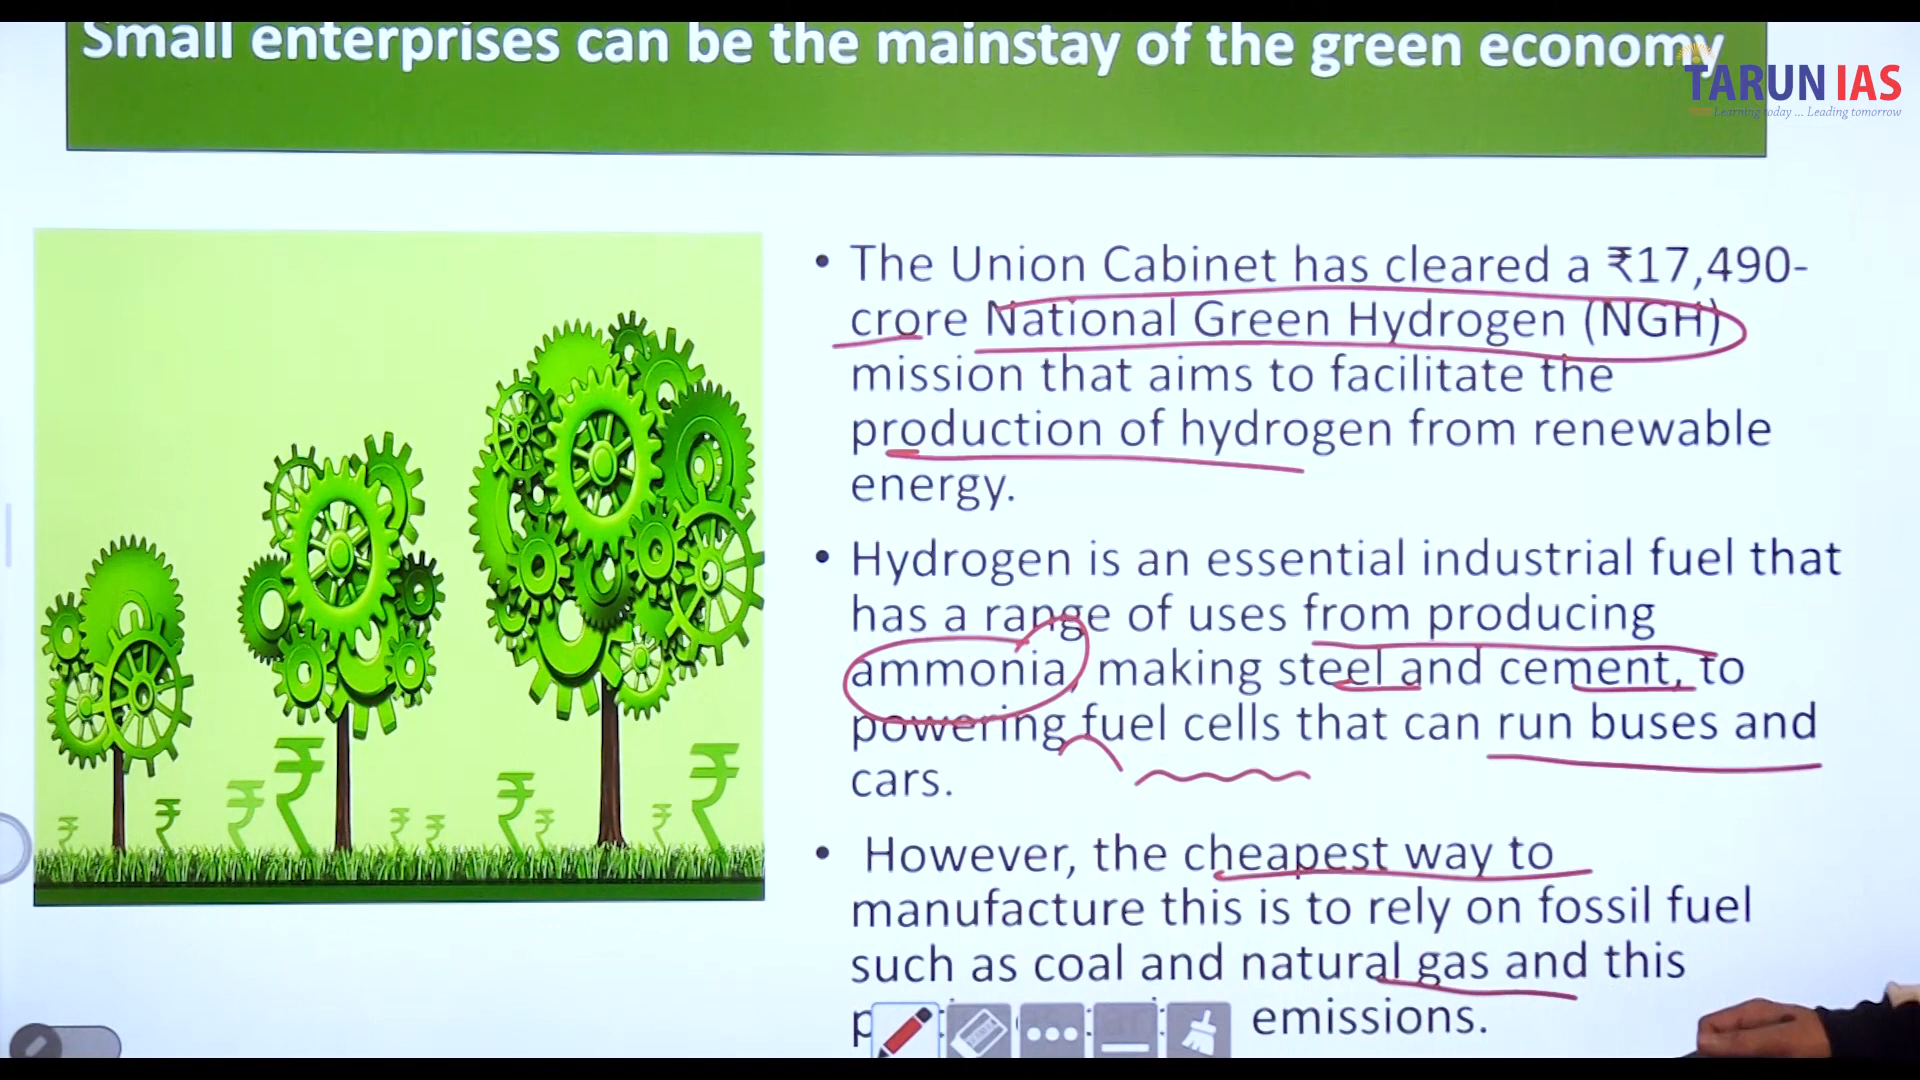 Small enterprises can be the mainstay of the green economy
TARUN IAS
Learning today ... Leading tomorrow
• The Union Cabinet has cleared a ₹17,490-
crore National Green Hydrogen (NGH)
mission that aims to facilitate the
production of hydrogen from renewable
energy.
• Hydrogen is an essential industrial fuel that
has a range of uses from producing
ammonia, making steel and cement, to
powering fuel cells that can run buses and
cars.
• However, the cheapest way to
manufacture this is to rely on fossil fuel
such as coal and natural gas and this
emissions.